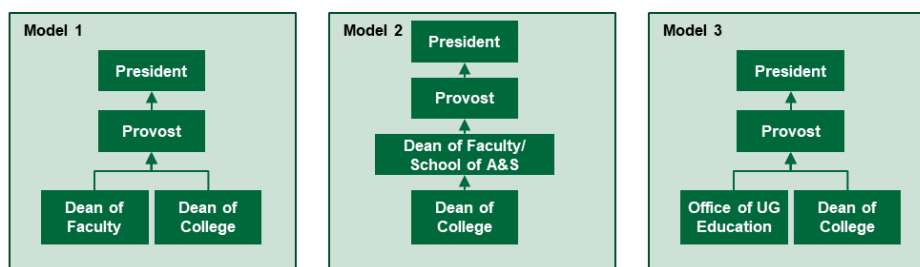 Model 1
President
Provost
Dean of
Faculty
Dean of
College
Model 2
President
Provost
Dean of Faculty/
School of A&S
Dean of
College
Model 3
President
Provost
Office of UG
Education
Dean of
College